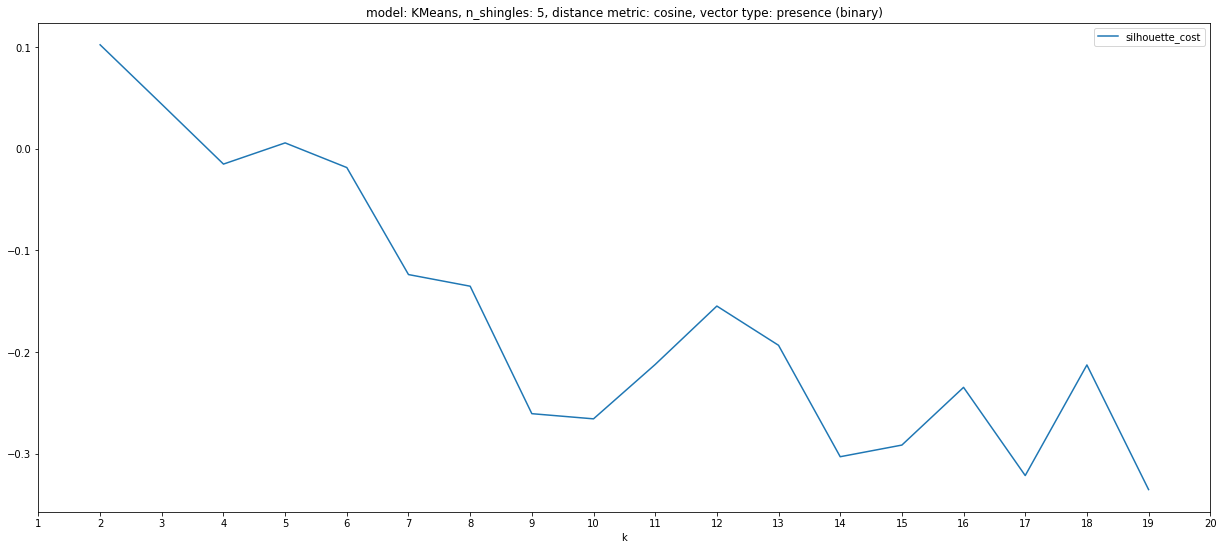 model: KMeans, n_shingles: 5, distance metric: cosine, vector type: presence (binary)
silhouette_cost
0.1
0.0
−0.1
−0.2
−0.3
1 2 3 4 5 6 7 8 9 10 11 12 13 14 15 16 17 18 19 20
k